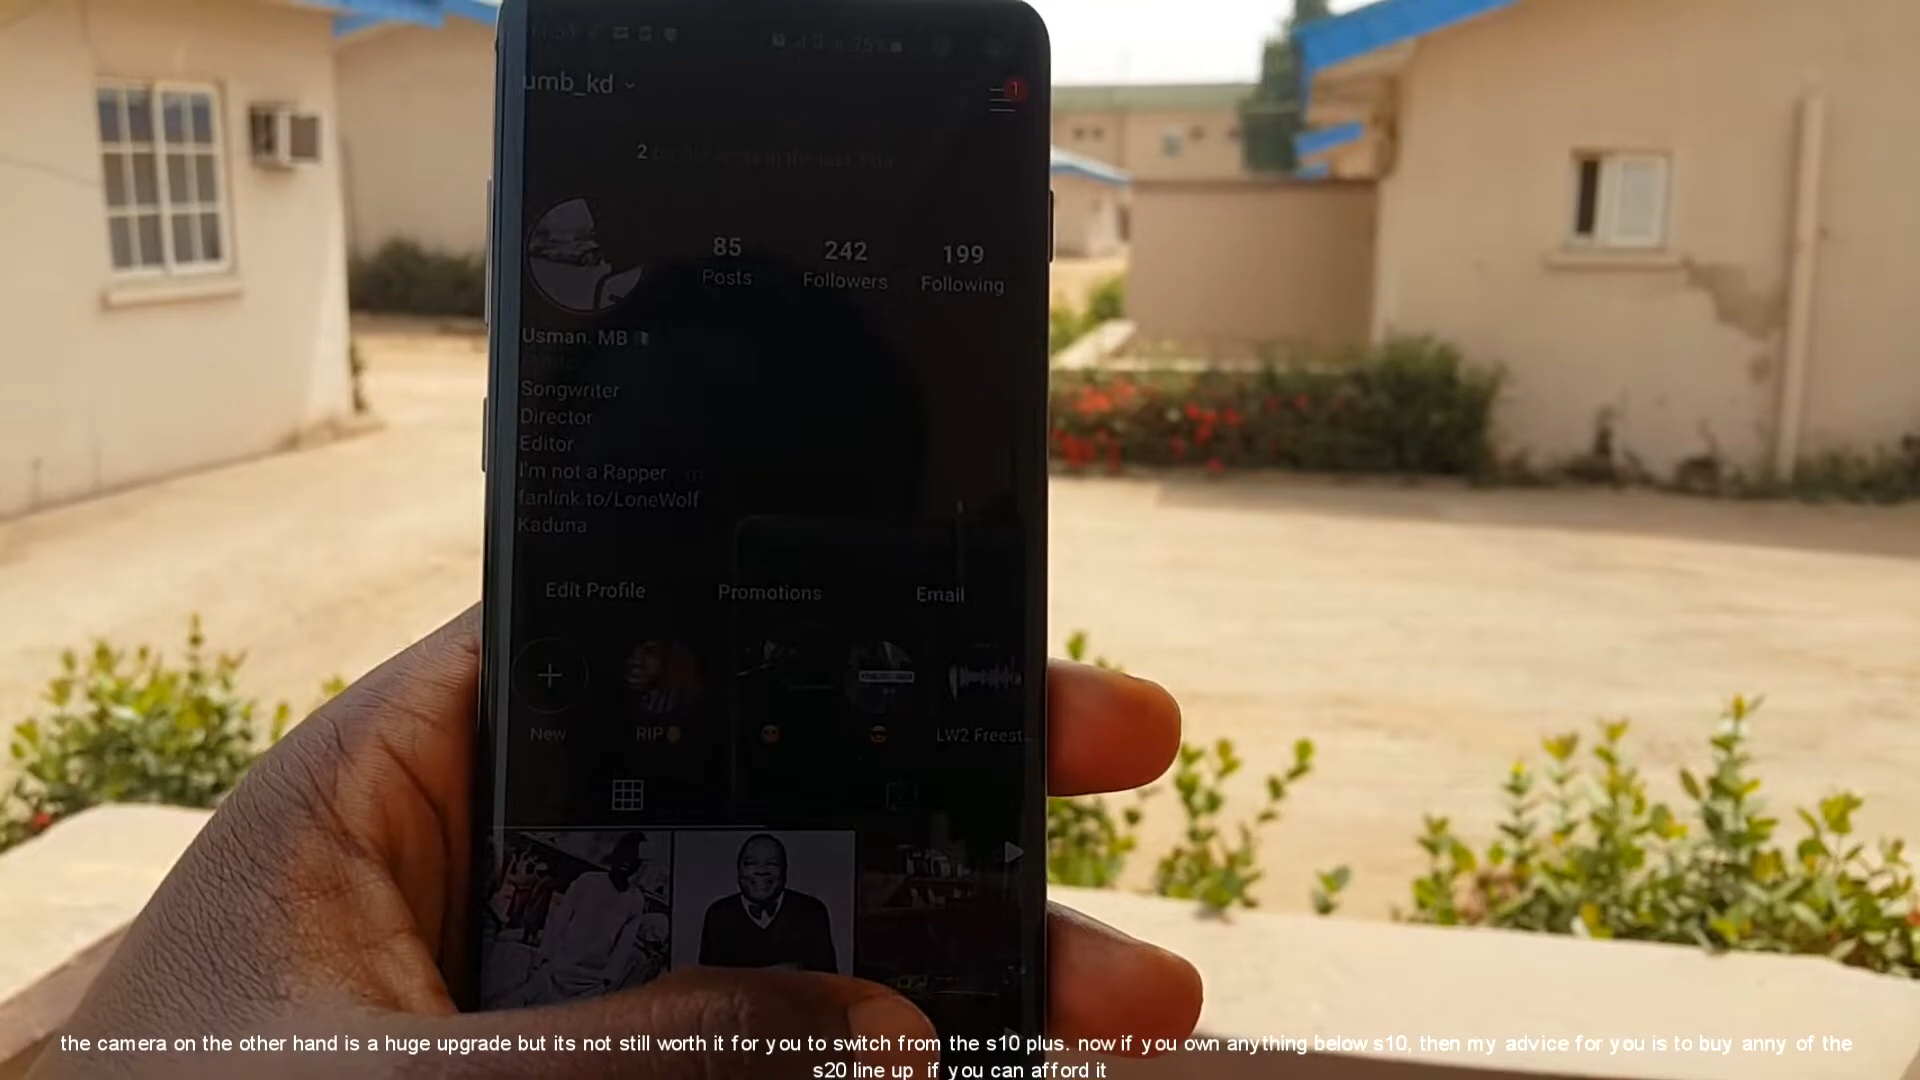 75%
umb_kd
1
2
85 242 199
Posts Followers Following
Usman. MB
Songwriter
Director
Editor
I'm not a Rapper
fanlink.to/LoneWolf
Kaduna
Edit Profile Promotions Email
New RIP LW2 Freest...
the camera on the other hand is a huge upgrade but its not still worth it for you to switch from the s10 plus. now if you own anything below s10, then my advice for you is to buy anny of the
s20 line up if you can afford it